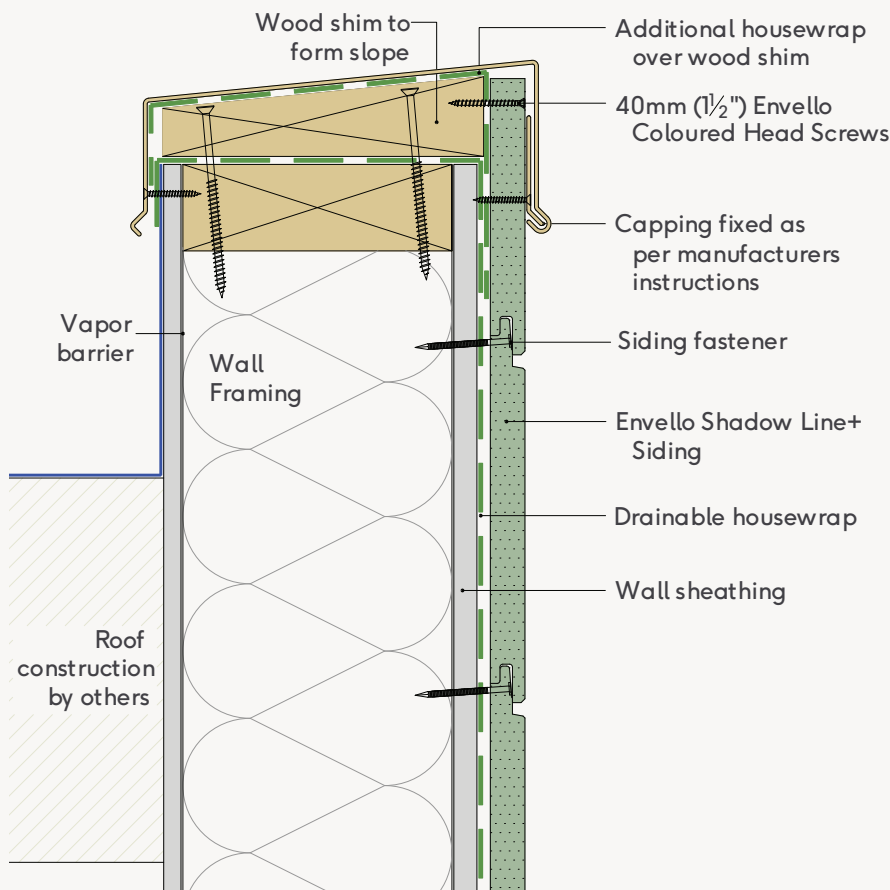 Wood shim to
form slope
Additional housewrap
over wood shim
40mm (1½") Envello
Coloured Head Screws
Capping fixed as
per manufacturers
instructions
Vapor
barrier
Siding fastener
Wall
Framing
Envello Shadow Line+
Siding
Drainable housewrap
Wall sheathing
Roof
construction
by others